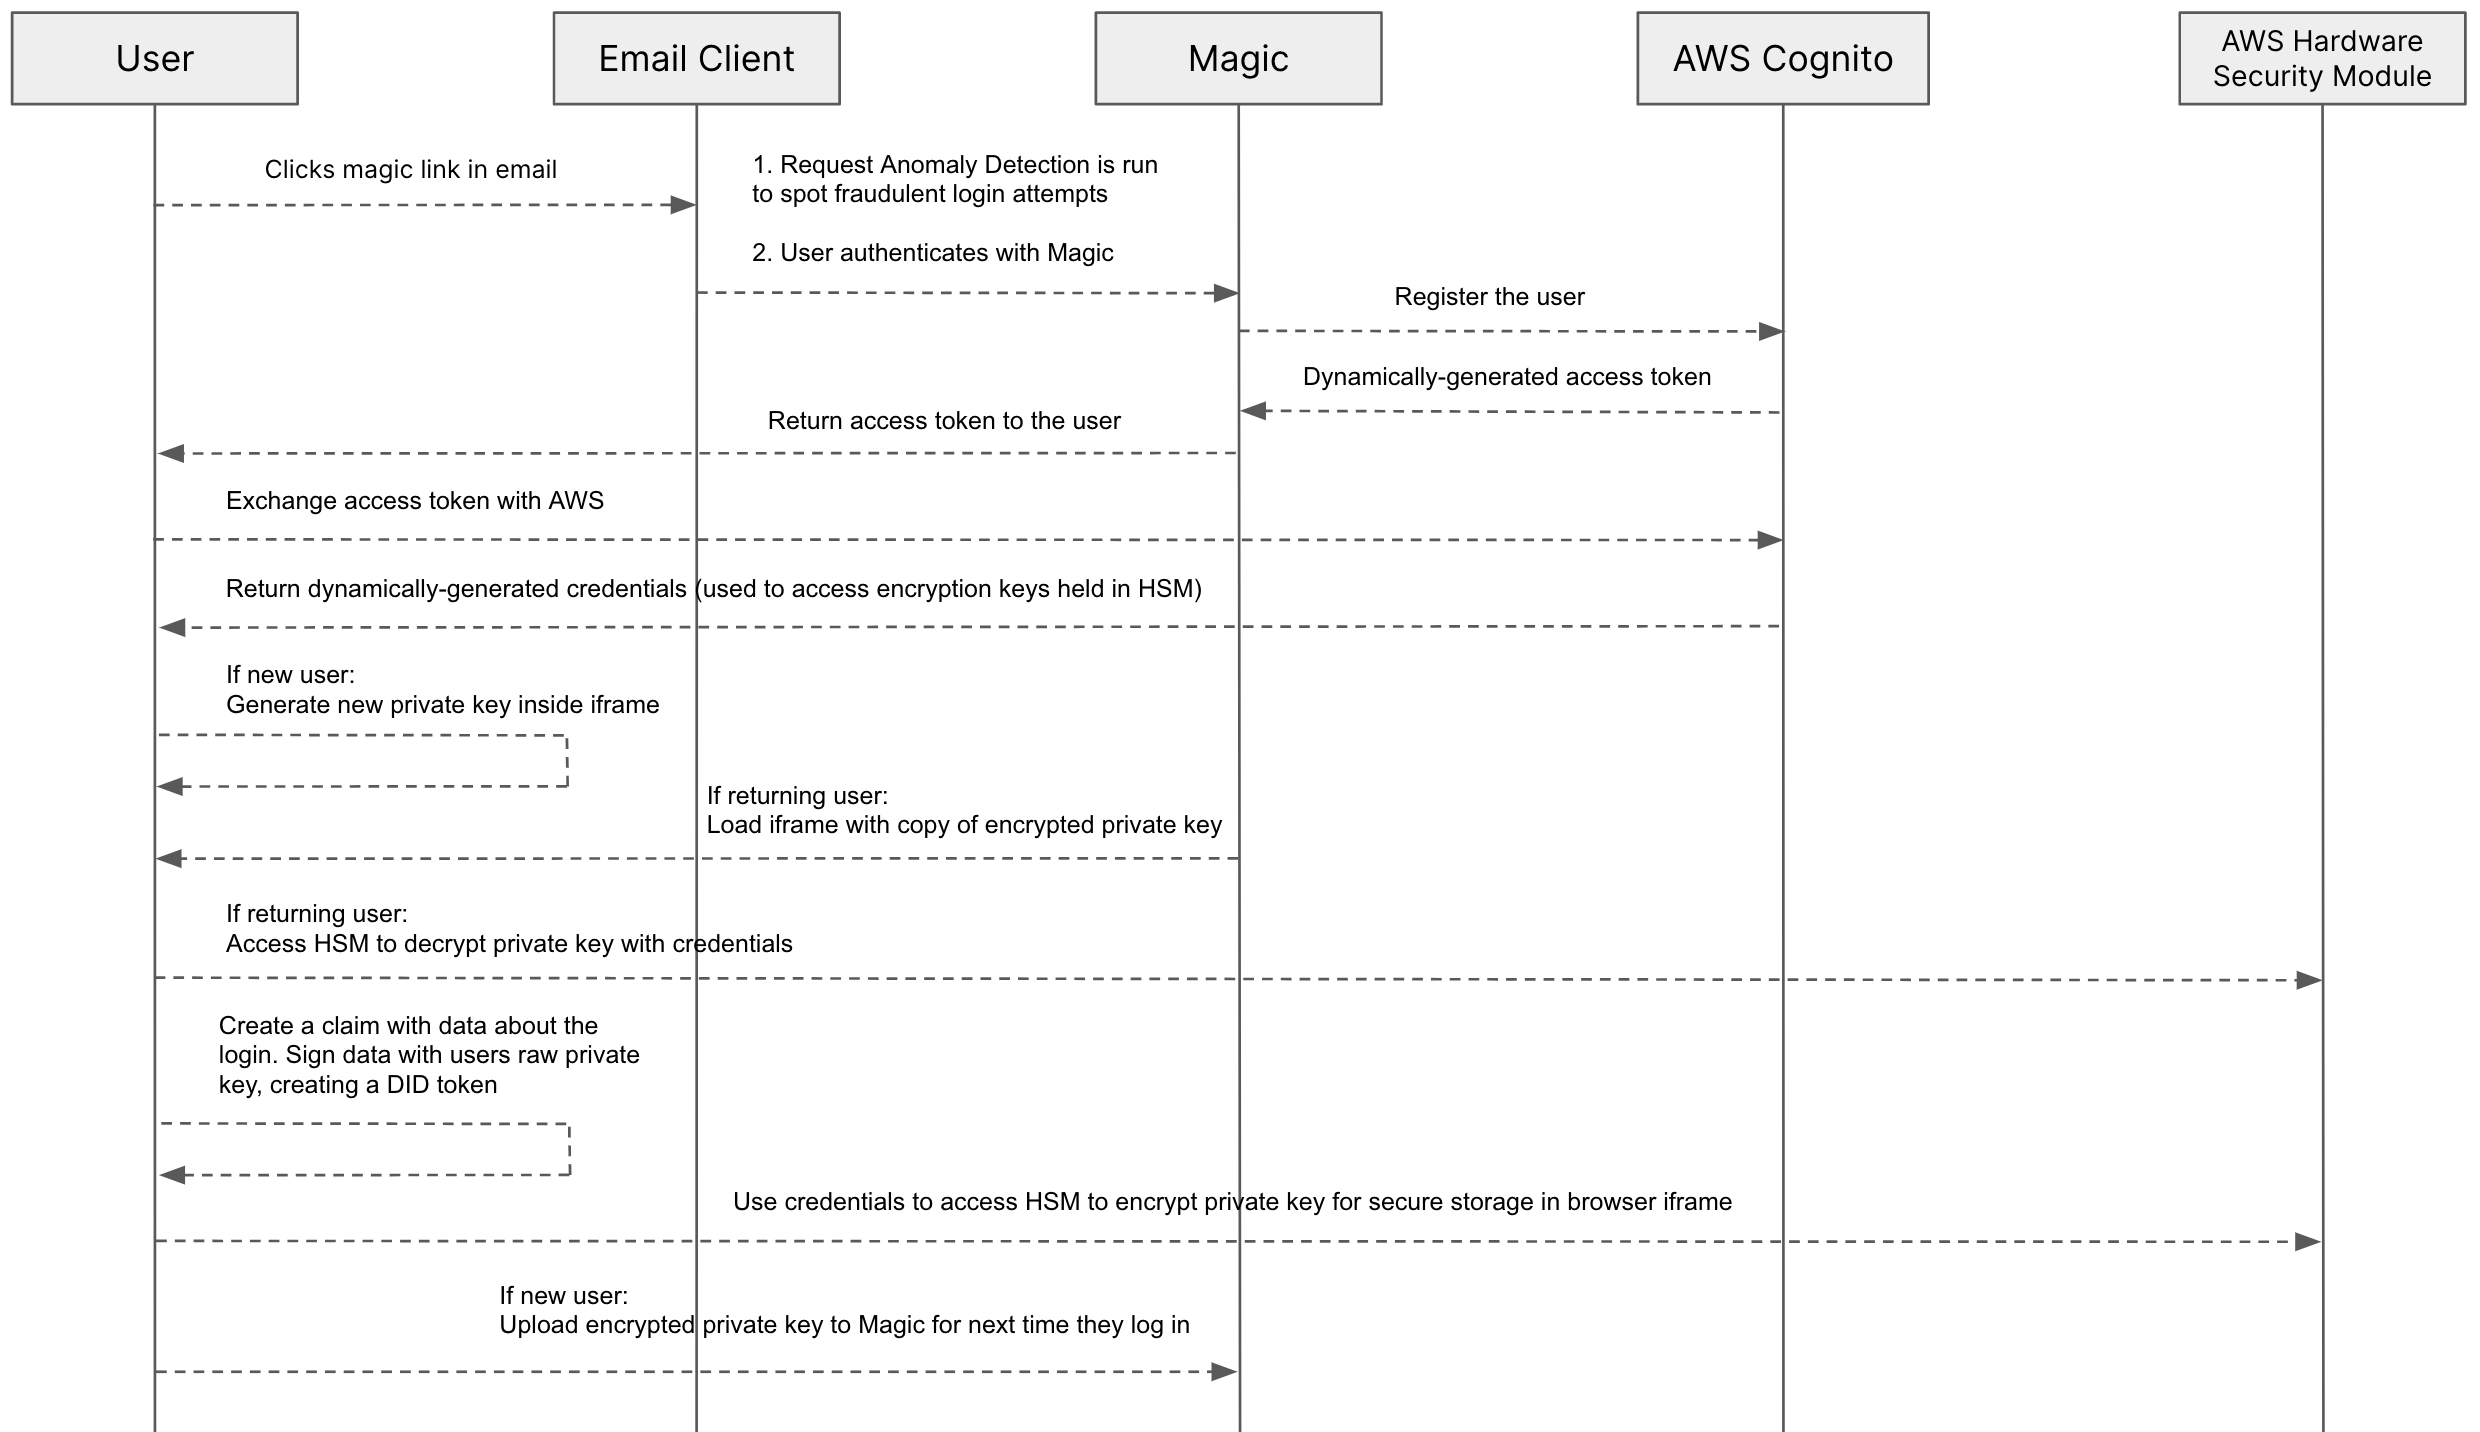 User
Email Client
Magic
AWS Cognito
AWS Hardware
Security Module
Clicks magic link in email
1. Request Anomaly Detection is run
to spot fraudulent login attempts
2. User authenticates with Magic
Register the user
Dynamically-generated access token
Return access token to the user
Exchange access token with AWS
Return dynamically-generated credentials (used to access encryption keys held in HSM)
If new user:
Generate new private key inside iframe
If returning user:
Load iframe with copy of encrypted private key
If returning user:
Access HSM to decrypt private key with credentials
Create a claim with data about the
login. Sign data with users raw private
key, creating a DID token
Use credentials to access HSM to encrypt private key for secure storage in browser iframe
If new user:
Upload encrypted private key to Magic for next time they log in